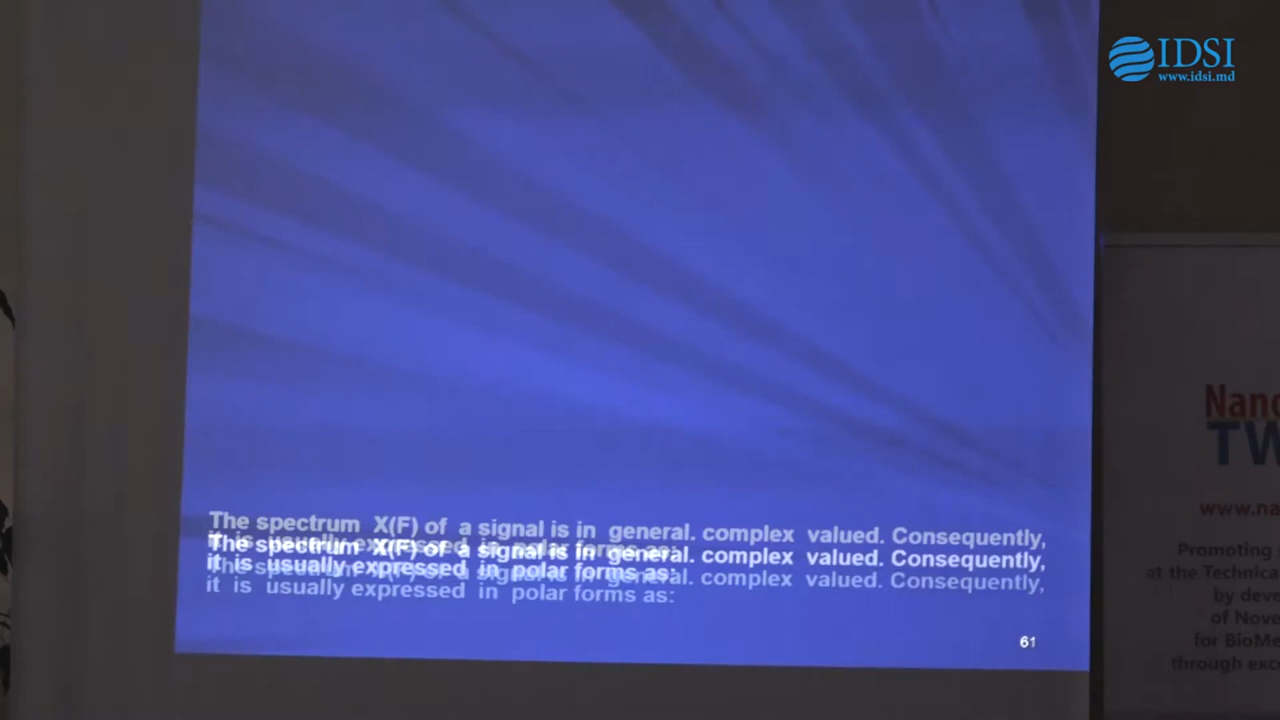 IDSI
www.idsi.md
The spectrum X(F) of a signal is in general. complex valued. Consequently,
it is usually expressed in polar forms as:
61
Nano
TW
www.na
Promoting
at the Technica
by deve
of Nove
for BioMe
through exc